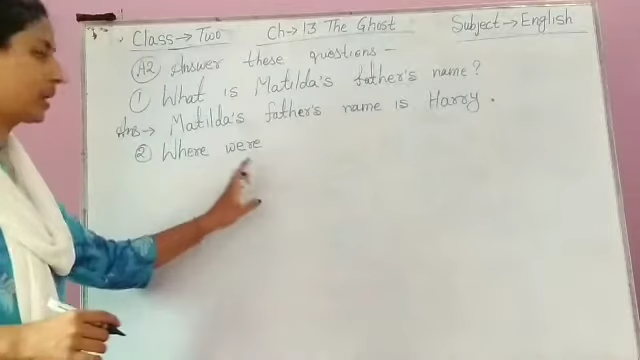 Class → Two Ch → 13 The Ghost Subject → English
A2 Answer these questions -
1 What is Matilda's father's name?
Ans → Matilda's father's name is Harry.
2 Where were